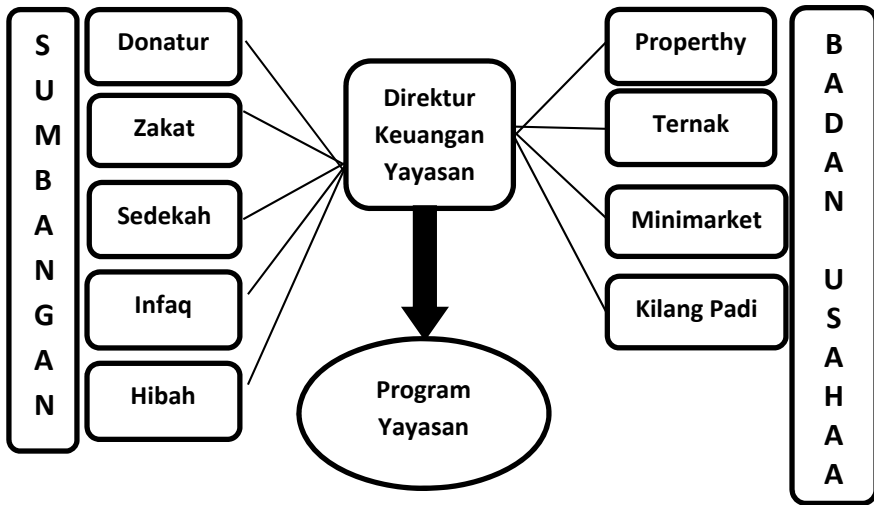 S
U
M
B
A
N
G
A
N
Donatur
Zakat
Sedekah
Infaq
Hibah
Direktur
Keuangan
Yayasan
Program
Yayasan
Properthy
Ternak
Minimarket
Kilang Padi
B
A
D
A
N
U
S
A
H
A
A